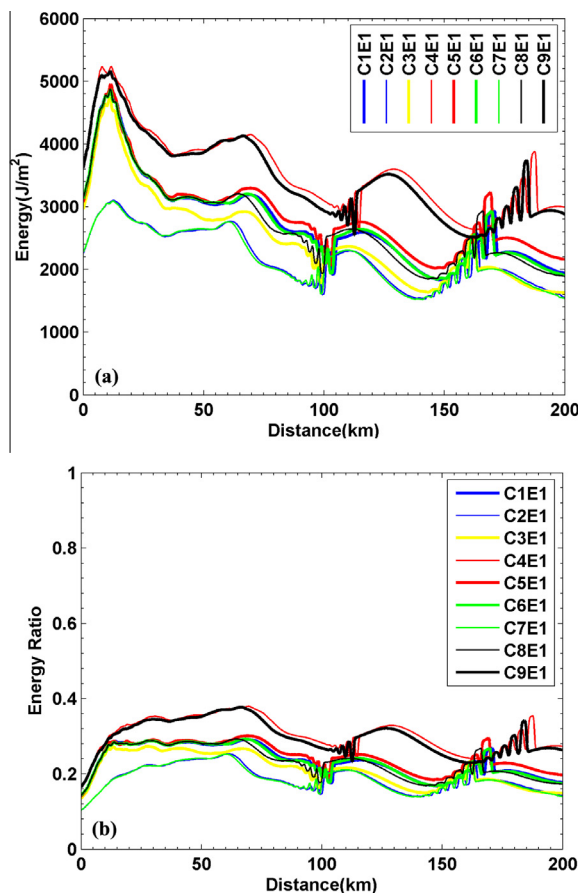 6000
5000
4000
3000
2000
1000
0
Energy(J/m²)
C1E1
C2E1
C3E1
C4E1
C5E1
C6E1
C7E1
C8E1
C9E1
(a)
0 50 100 150 200
Distance(km)
1
0.8
0.6
0.4
0.2
0
Energy Ratio
C1E1
C2E1
C3E1
C4E1
C5E1
C6E1
C7E1
C8E1
C9E1
(b)
0 50 100 150 200
Distance(km)